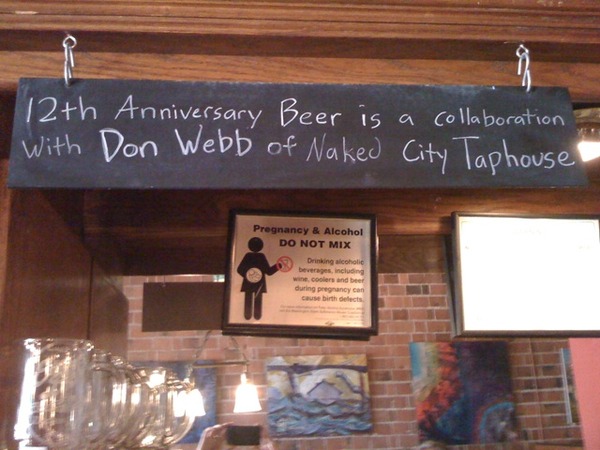 12th Anniversary Beer is a collaboration
with Don Webb of Naked City Taphouse
Pregnancy & Alcohol
DO NOT MIX
Drinking alcoholic
beverages, including
wine, coolers and beer
during pregnancy can
cause birth defects.